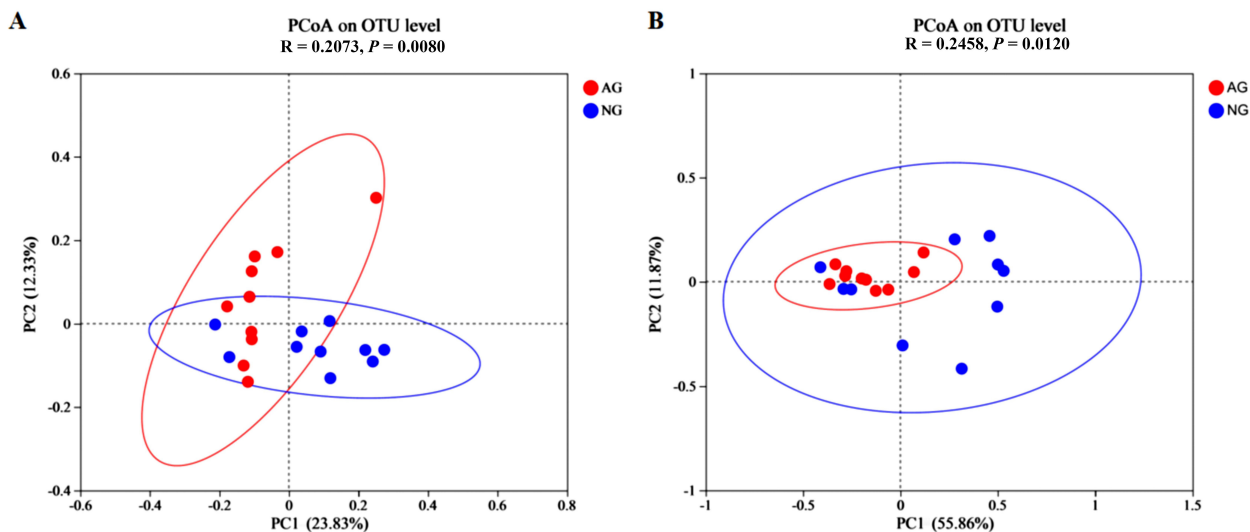 A
PCoA on OTU level
R = 0.2073, P = 0.0080
0.6
0.4
0.2
0
-0.2
-0.4
-0.6
-0.4
-0.2
0
0.2
0.4
0.6
0.8
PC2 (12.33%)
PC1 (23.83%)
AG
NG
B
PCoA on OTU level
R = 0.2458, P = 0.0120
1
0.5
0
-0.5
-1
-1
-0.5
0
0.5
1
1.5
PC2 (11.87%)
PC1 (55.86%)
AG
NG